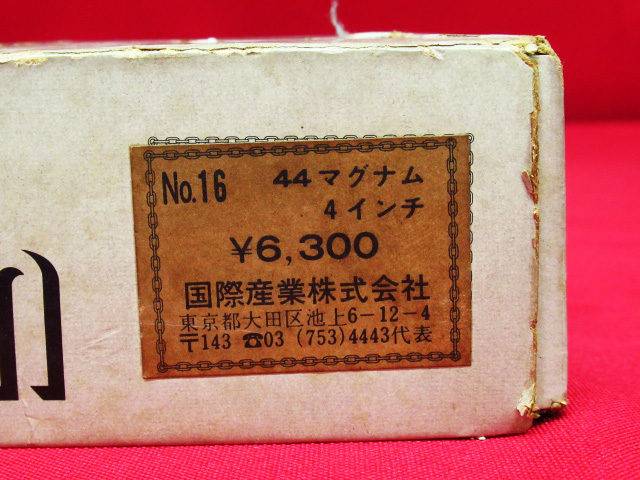 No.16 44マグナム
4インチ
¥6,300
国際産業株式会社
東京都大田区池上6-12-4
〒143 ☎03 (753)4443代表